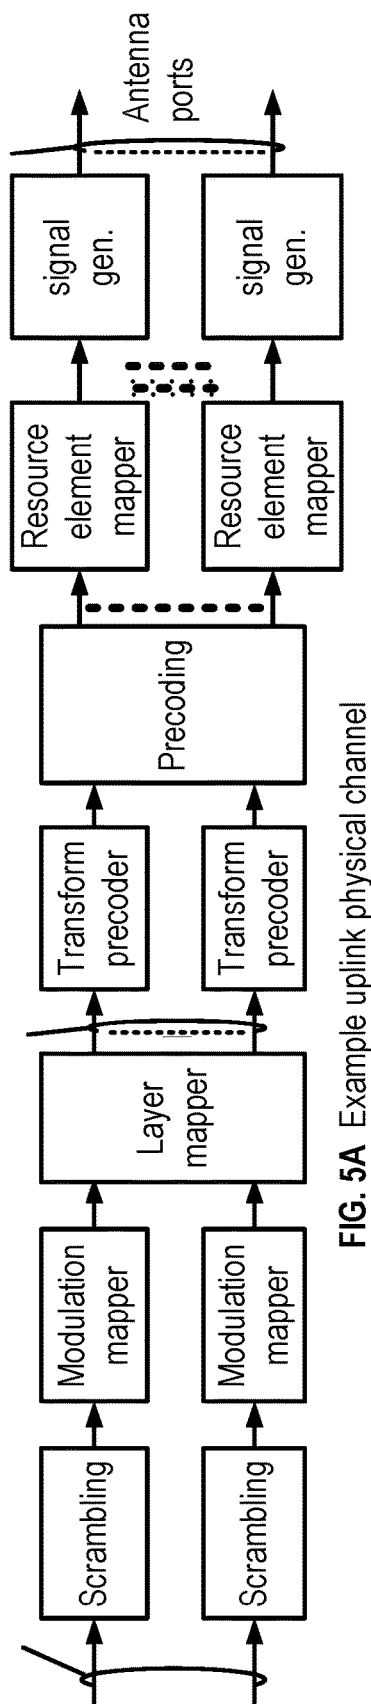 Scrambling
Scrambling
Modulation
mapper
Modulation
mapper
Layer
mapper
Transform
precoder
Transform
precoder
Precoding
Resource
element
mapper
Resource
element
mapper
signal
gen.
signal
gen.
Antenna
ports
FIG. 5A Example uplink physical channel